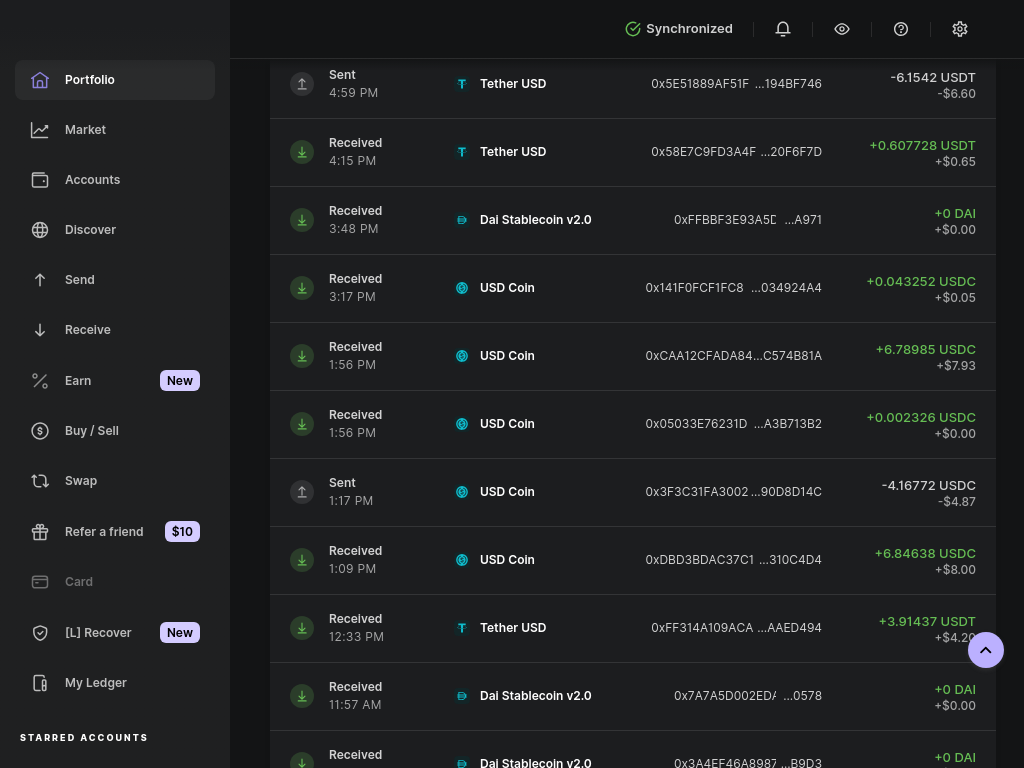 Synchronized
Portfolio
Market
Accounts
Discover
Send
Receive
Earn New
Buy / Sell
Swap
Refer a friend $10
Card
[L] Recover New
My Ledger
STARRED ACCOUNTS
Sent Tether USD 0x5E51889AF51F ...194BF746 -6.1542 USDT
4:59 PM -$6.60
Received Tether USD 0x58E7C9FD3A4F ...20F6F7D +0.607728 USDT
4:15 PM +$0.65
Received Dai Stablecoin v2.0 0xFFBBF3E93A5D ...A971 +0 DAI
3:48 PM +$0.00
Received USD Coin 0x141F0FCF1FC8 ...034924A4 +0.043252 USDC
3:17 PM +$0.05
Received USD Coin 0xCAA12CFADA84...C574B81A +6.78985 USDC
1:56 PM +$7.93
Received USD Coin 0x05033E76231D ...A3B713B2 +0.002326 USDC
1:56 PM +$0.00
Sent USD Coin 0x3F3C31FA3002 ...90D8D14C -4.16772 USDC
1:17 PM -$4.87
Received USD Coin 0xDBD3BDAC37C1 ...310C4D4 +6.84638 USDC
1:09 PM +$8.00
Received Tether USD 0xFF314A109ACA ...AAED494 +3.91437 USDT
12:33 PM +$4.20
Received Dai Stablecoin v2.0 0x7A7A5D002EDA ...0578 +0 DAI
11:57 AM +$0.00
Received Dai Stablecoin v2.0 0x3A4EF46A8987 ...B9D3 +0 DAI